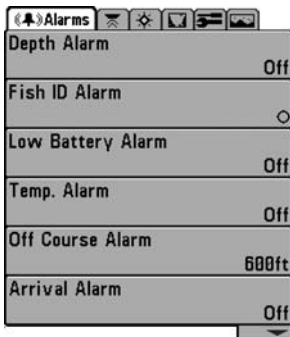 Alarms
Depth Alarm
Off
Fish ID Alarm
Low Battery Alarm
Off
Temp. Alarm
Off
Off Course Alarm
600ft
Arrival Alarm
Off